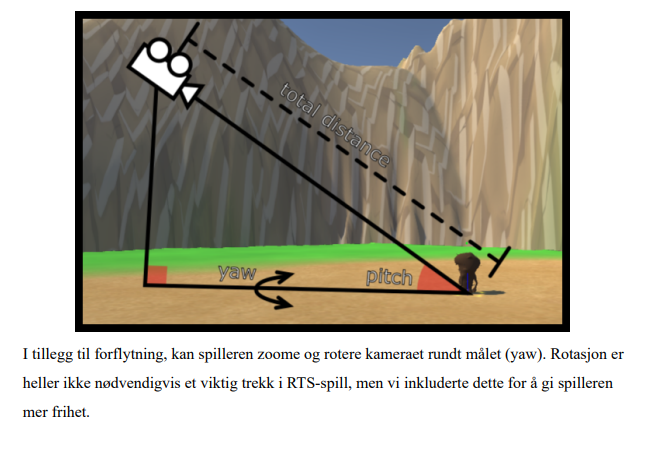 total distance
yaw
pitch
I tillegg til forflytning, kan spilleren zoome og rotere kameraet rundt målet (yaw). Rotasjon er
heller ikke nødvendigvis et viktig trekk i RTS-spill, men vi inkluderte dette for å gi spilleren
mer frihet.